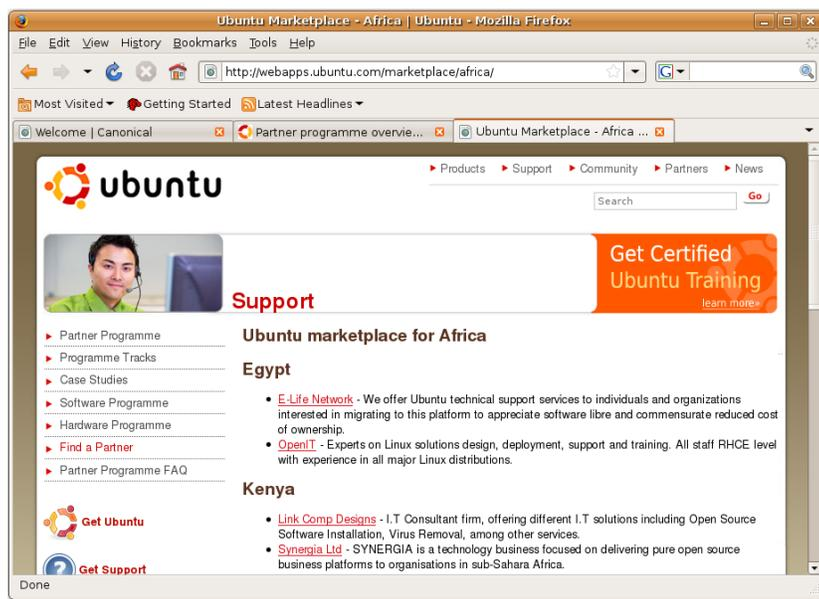 Ubuntu Marketplace - Africa | Ubuntu - Mozilla Firefox
File Edit View History Bookmarks Tools Help
http://webapps.ubuntu.com/marketplace/africa/
G
Most Visited Getting Started Latest Headlines
Welcome | Canonical
Partner programme overvie...
Ubuntu Marketplace - Africa ...
ubuntu
Products Support Community Partners News
Search Go
Support
Get Certified
Ubuntu Training
learn more»
Partner Programme
Programme Tracks
Case Studies
Software Programme
Hardware Programme
Find a Partner
Partner Programme FAQ
Get Ubuntu
Get Support
Ubuntu marketplace for Africa
Egypt
E-Life Network - We offer Ubuntu technical support services to individuals and organizations
interested in migrating to this platform to appreciate software libre and commensurate reduced cost
of ownership.
OpenIT - Experts on Linux solutions design, deployment, support and training. All staff RHCE level
with experience in all major Linux distributions.
Kenya
Link Comp Designs - I.T Consultant firm, offering different I.T solutions including Open Source
Software Installation, Virus Removal, among other services.
Synergia Ltd - SYNERGIA is a technology business focused on delivering pure open source
business platforms to organisations in sub-Sahara Africa.
Done